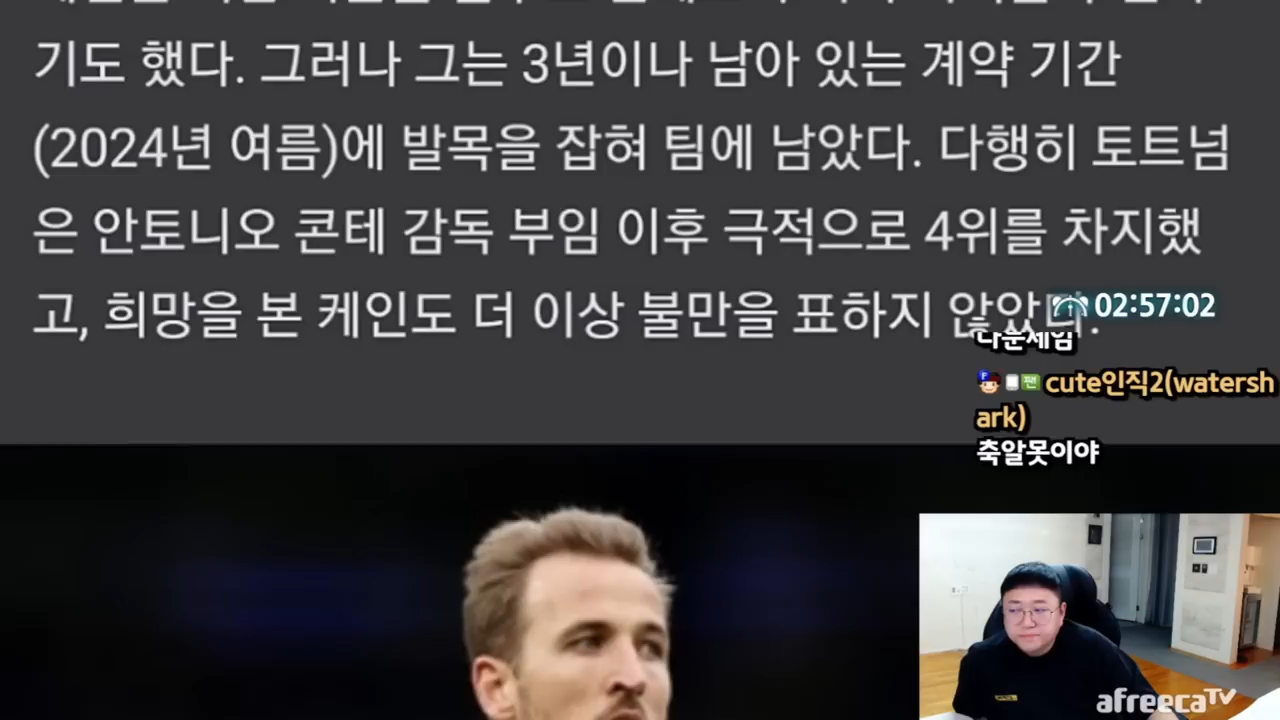 기도 했다. 그러나 그는 3년이나 남아 있는 계약 기간
(2024년 여름)에 발목을 잡혀 팀에 남았다. 다행히 토트넘
은 안토니오 콘테 감독 부임 이후 극적으로 4위를 차지했
고, 희망을 본 케인도 더 이상 불만을 표하지 않았다.
02:57:02
cute인직2(watersh
ark)
축알못이야
afreecaTV